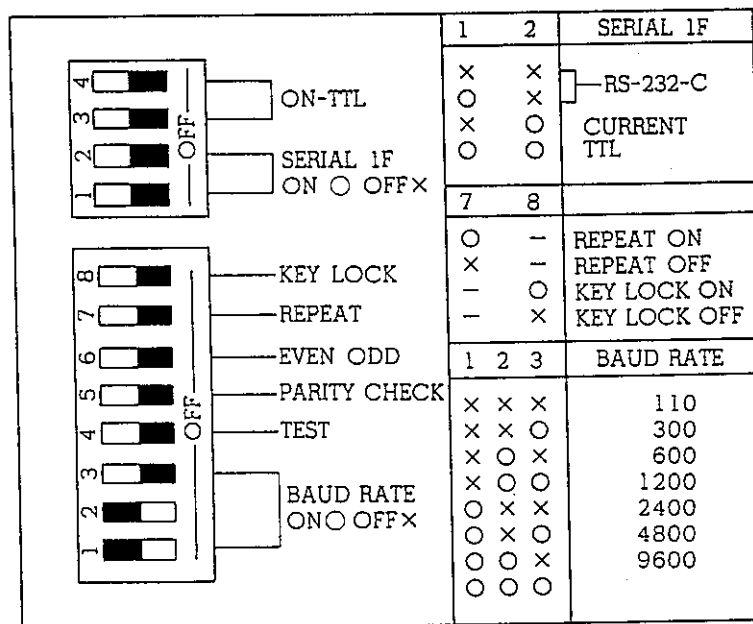 4
3
2
1
OFF
ON-TTL
SERIAL 1F
ON ○ OFF×
8
7
6
5
4
3
2
1
OFF
KEY LOCK
REPEAT
EVEN ODD
PARITY CHECK
TEST
BAUD RATE
ON○ OFF×
1 2 SERIAL 1F
× × RS-232-C
○ ×
× ○ CURRENT
○ ○ TTL
7 8
○ – REPEAT ON
× – REPEAT OFF
– ○ KEY LOCK ON
– × KEY LOCK OFF
1 2 3 BAUD RATE
× × × 110
× × ○ 300
× ○ × 600
× ○ ○ 1200
○ × × 2400
○ × ○ 4800
○ ○ × 9600
○ ○ ○